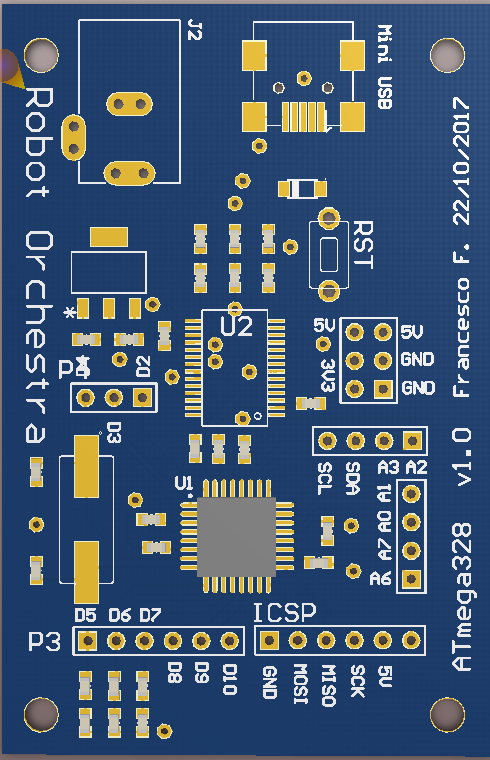 J2
Mini USB
Robot Orchestra
RST
Francesco F. 22/10/2017
*
U2
5V
5V
GND
3V3
GND
D2
D3
SCL
SDA
A3
A2
U1
A1
A0
A7
A6
ATmega328 v1.0
D5
D6
D7
ICSP
P3
D8
D9
D10
GND
MOSI
MISO
SCK
5V